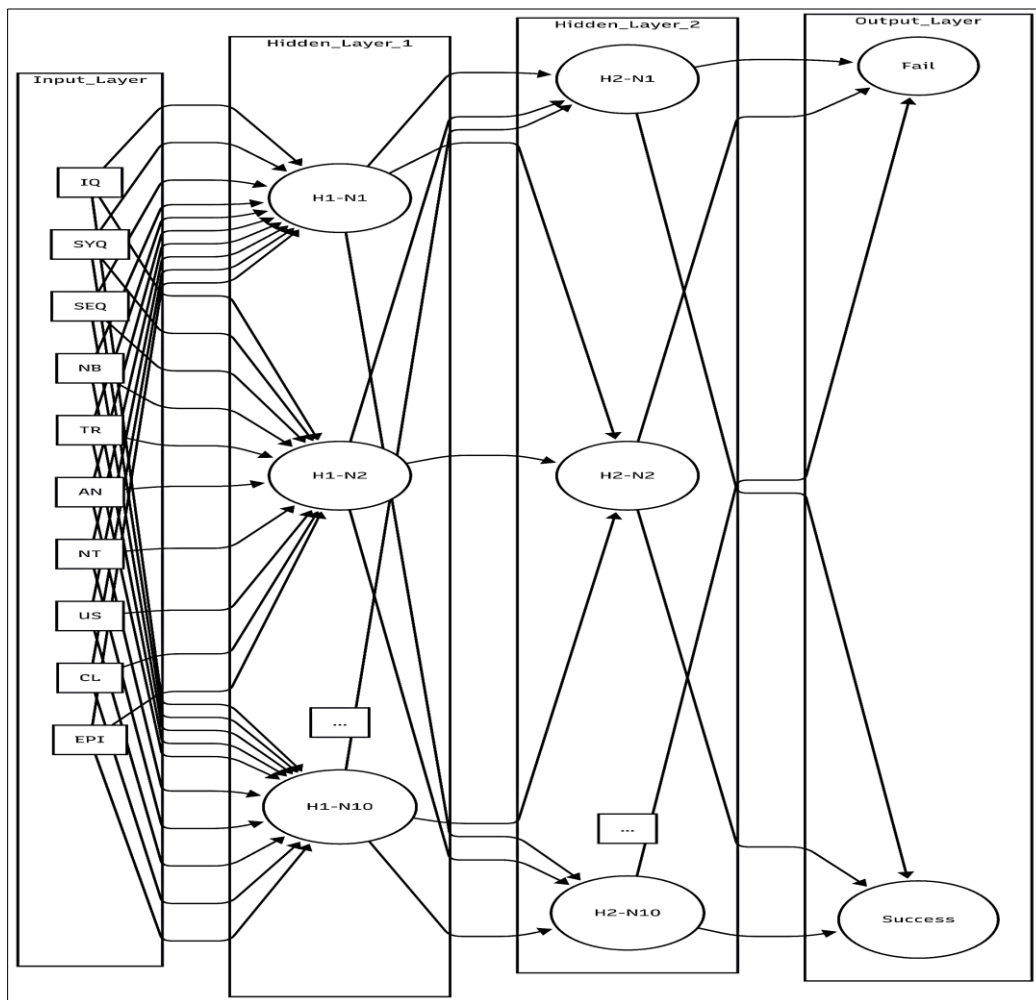 Input_Layer
IQ
SYQ
SEQ
NB
TR
AN
NT
US
CL
EPI
Hidden_Layer_1
H1-N1
H1-N2
...
H1-N10
Hidden_Layer_2
H2-N1
H2-N2
...
H2-N10
Output_Layer
Fail
Success